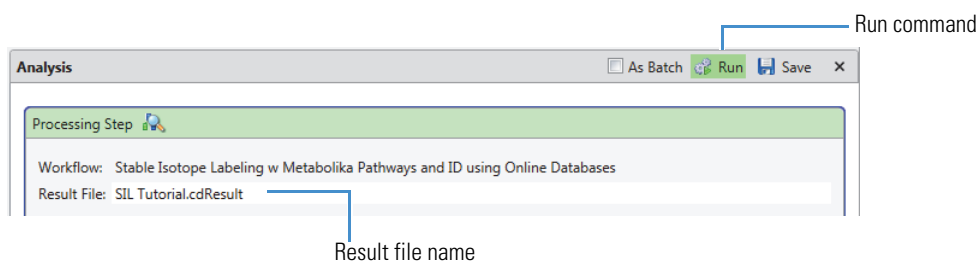 Run command
Analysis As Batch Run Save ×
Processing Step
Workflow: Stable Isotope Labeling w Metabolika Pathways and ID using Online Databases
Result File: SIL Tutorial.cdResult
Result file name